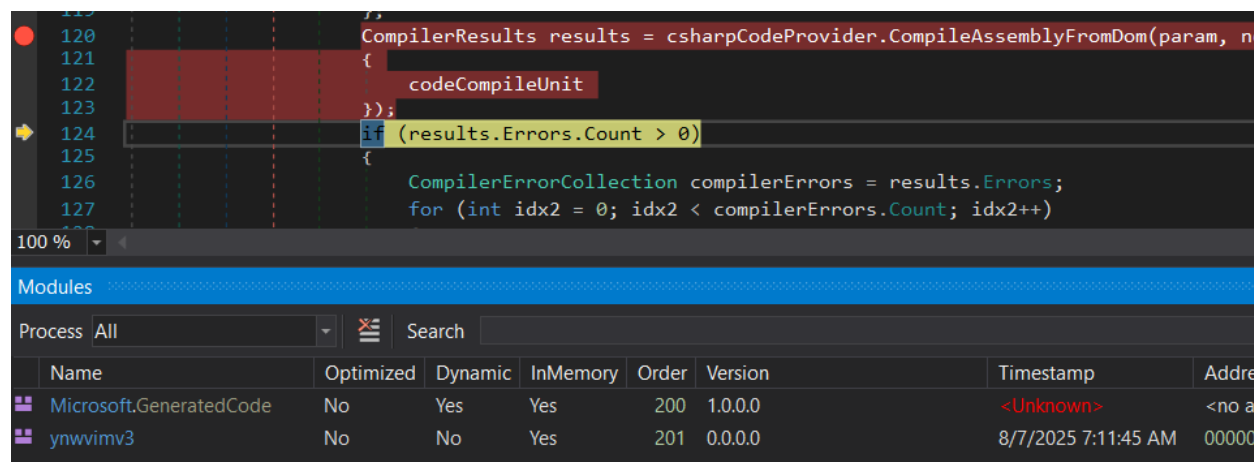 120 CompilerResults results = csharpCodeProvider.CompileAssemblyFromDom(param,
121 {
122 codeCompileUnit
123 });
124 if (results.Errors.Count > 0)
125 {
126 CompilerErrorCollection compilerErrors = results.Errors;
127 for (int idx2 = 0; idx2 < compilerErrors.Count; idx2++)
100 %
Modules
Process All Search
Name Optimized Dynamic InMemory Order Version Timestamp Addre
Microsoft.GeneratedCode No Yes Yes 200 1.0.0.0 <Unknown> <no a
ynwvimv3 No No Yes 201 0.0.0.0 8/7/2025 7:11:45 AM 00000